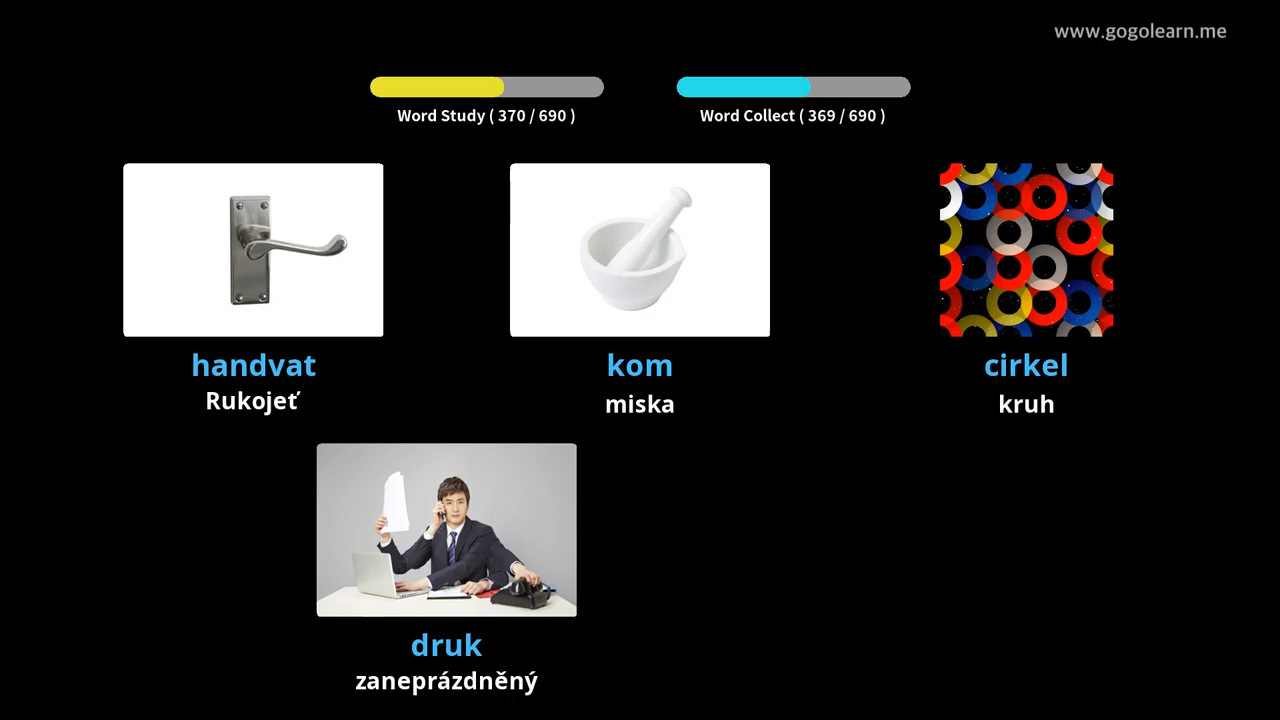 www.gogolearn.me
Word Study ( 370 / 690 )
Word Collect ( 369 / 690 )
handvat
Rukojeť
kom
miska
cirkel
kruh
druk
zaneprázdněný